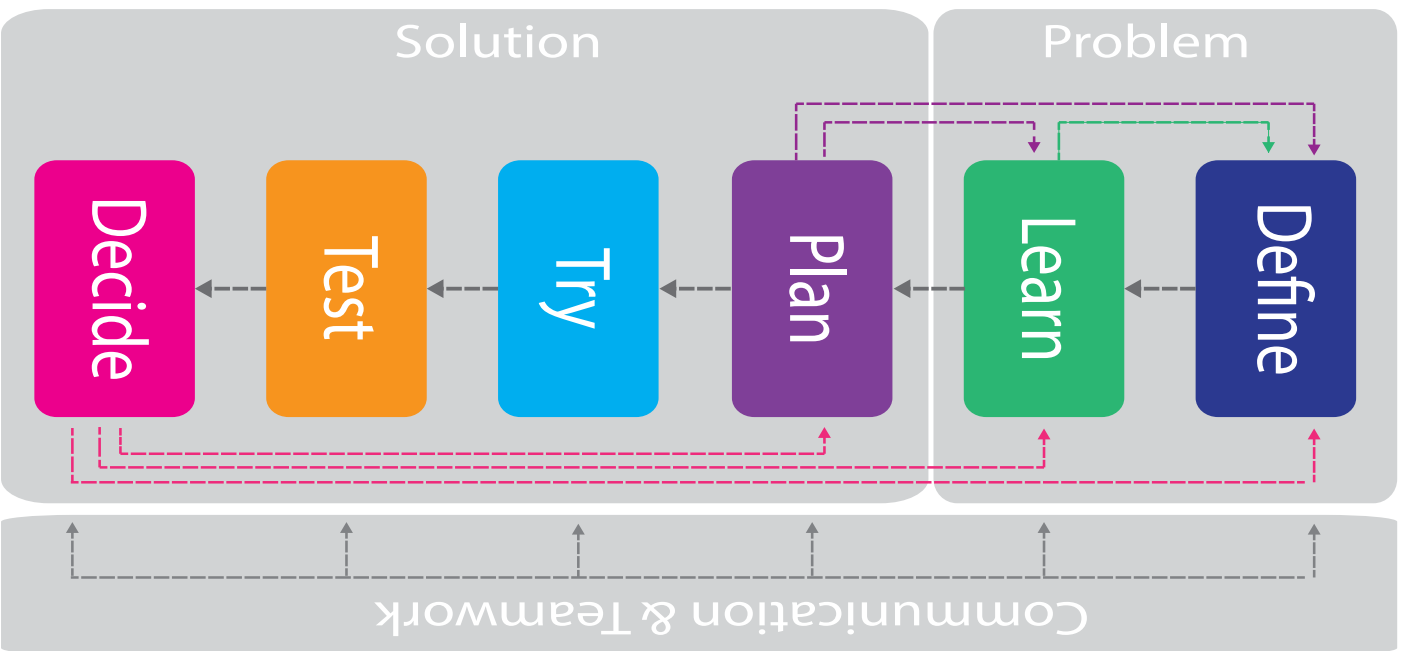 Solution
Problem
Decide
Test
Try
Plan
Learn
Define
Communication & Teamwork